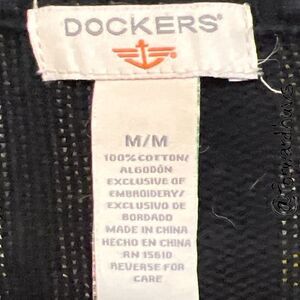 DOCKERS®
M/M
100% COTTON/
ALGODÓN
EXCLUSIVE OF
EMBROIDERY/
EXCLUSIVO DE
BORDADO
MADE IN CHINA
HECHO EN CHINA
RN 15610
REVERSE FOR
CARE